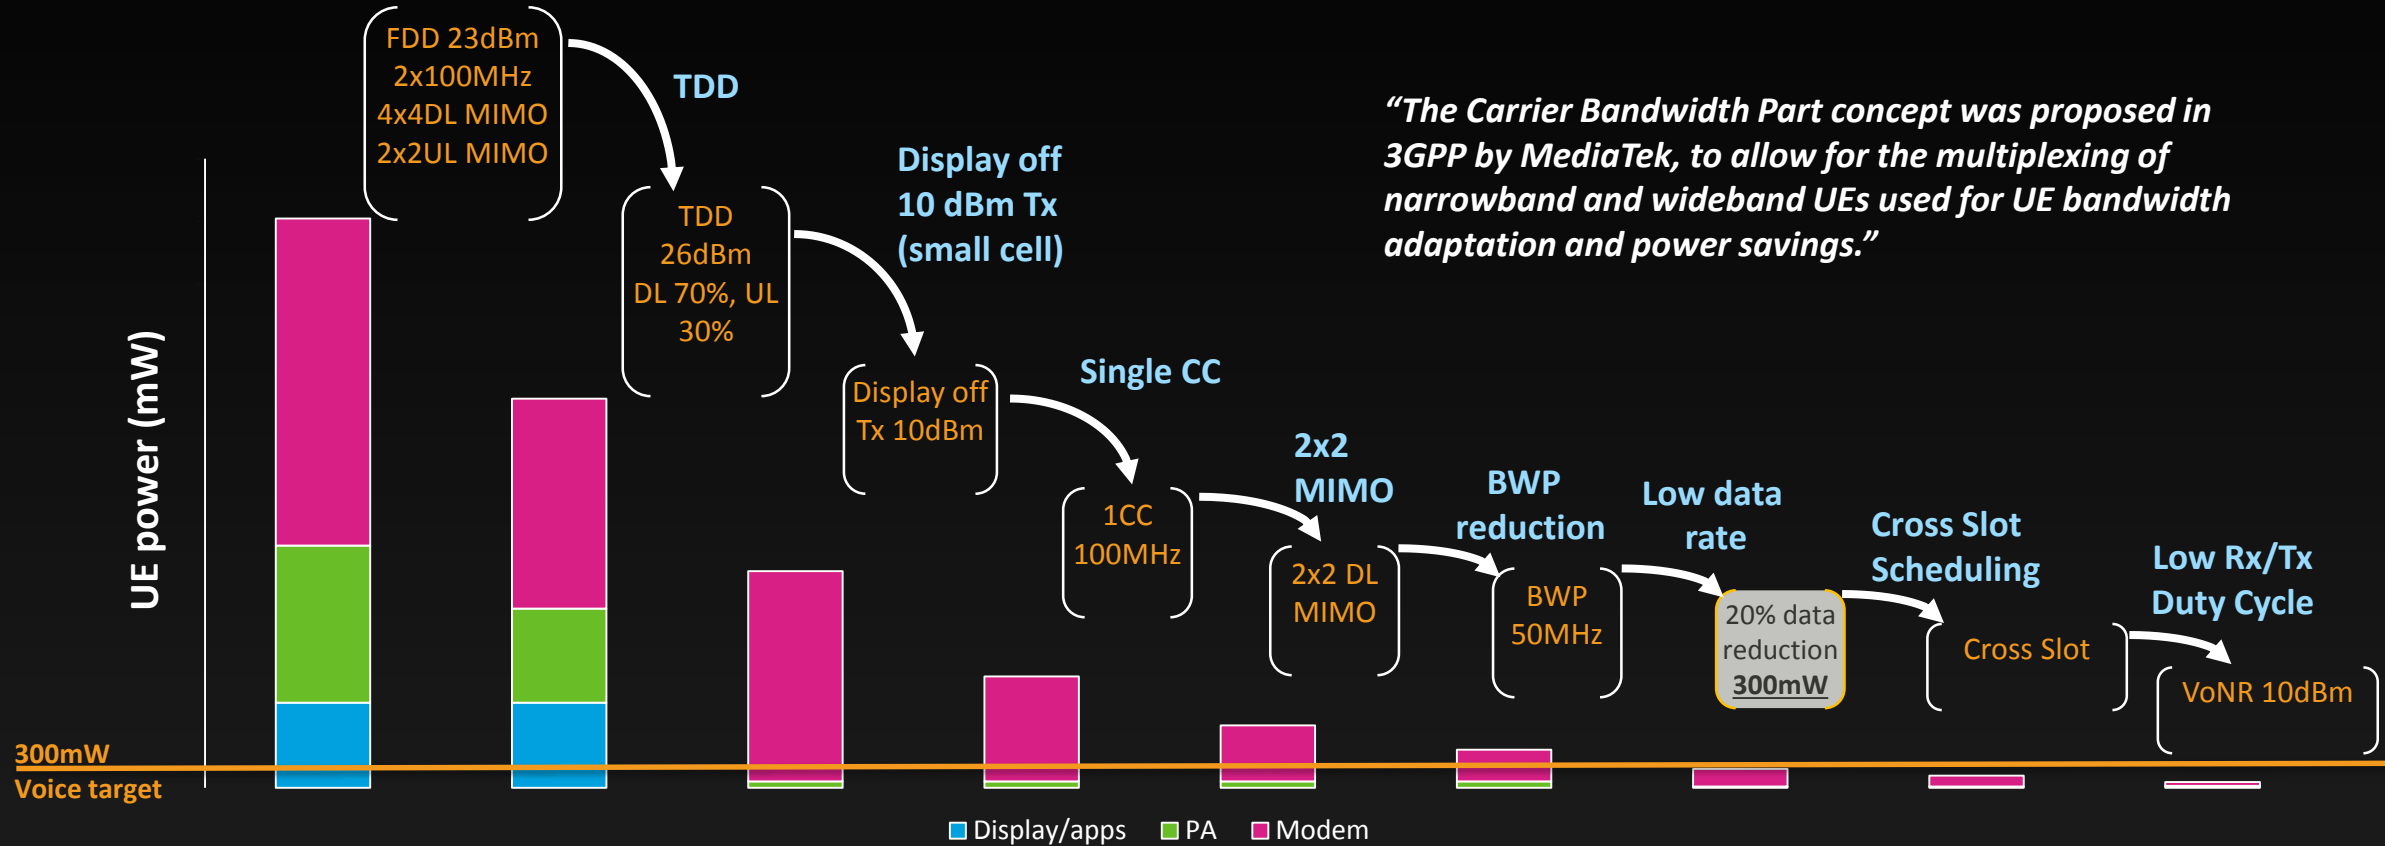 FDD 23dBm
2x100MHz
4x4DL MIMO
2x2UL MIMO
TDD
TDD
26dBm
DL 70%, UL
30%
Display off
10 dBm Tx
(small cell)
Display off
Tx 10dBm
Single CC
1CC
100MHz
2x2
MIMO
2x2 DL
MIMO
BWP
reduction
BWP
50MHz
Low data
rate
20% data
reduction
300mW
Cross Slot
Scheduling
Cross Slot
Low Rx/Tx
Duty Cycle
VoNR 10dBm
“The Carrier Bandwidth Part concept was proposed in
3GPP by MediaTek, to allow for the multiplexing of
narrowband and wideband UEs used for UE bandwidth
adaptation and power savings.”
UE power (mW)
300mW
Voice target
Display/apps PA Modem